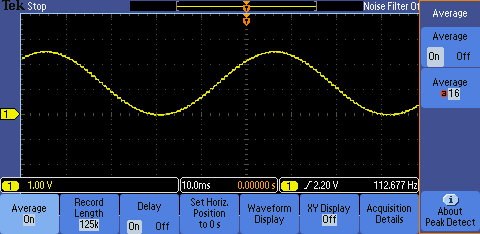 Tek Stop
Noise Filter Of
Average
Average
On Off
Average
a 16
T
T
1
1 1.00 V
10.0ms 0.00000 s
1 2.20 V 112.677 Hz
Average
On
Record
Length
125k
Delay
On Off
Set Horiz.
Position
to 0 s
Waveform
Display
XY Display
Off
Acquisition
Details
i
About
Peak Detect